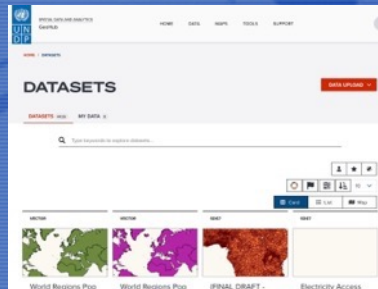 UN
DP
SPATIAL DATA AND ANALYTICS
GeoHub
HOME DATA MAPS TOOLS SUPPORT
HOME / DATASETS
DATASETS
DATA UPLOAD
DATASETS MY DATA
Type keywords to explore datasets...
Card List Map
VECTOR VECTOR
World Regions Pop World Regions Pop (FINAL DRAFT - Electricity Access